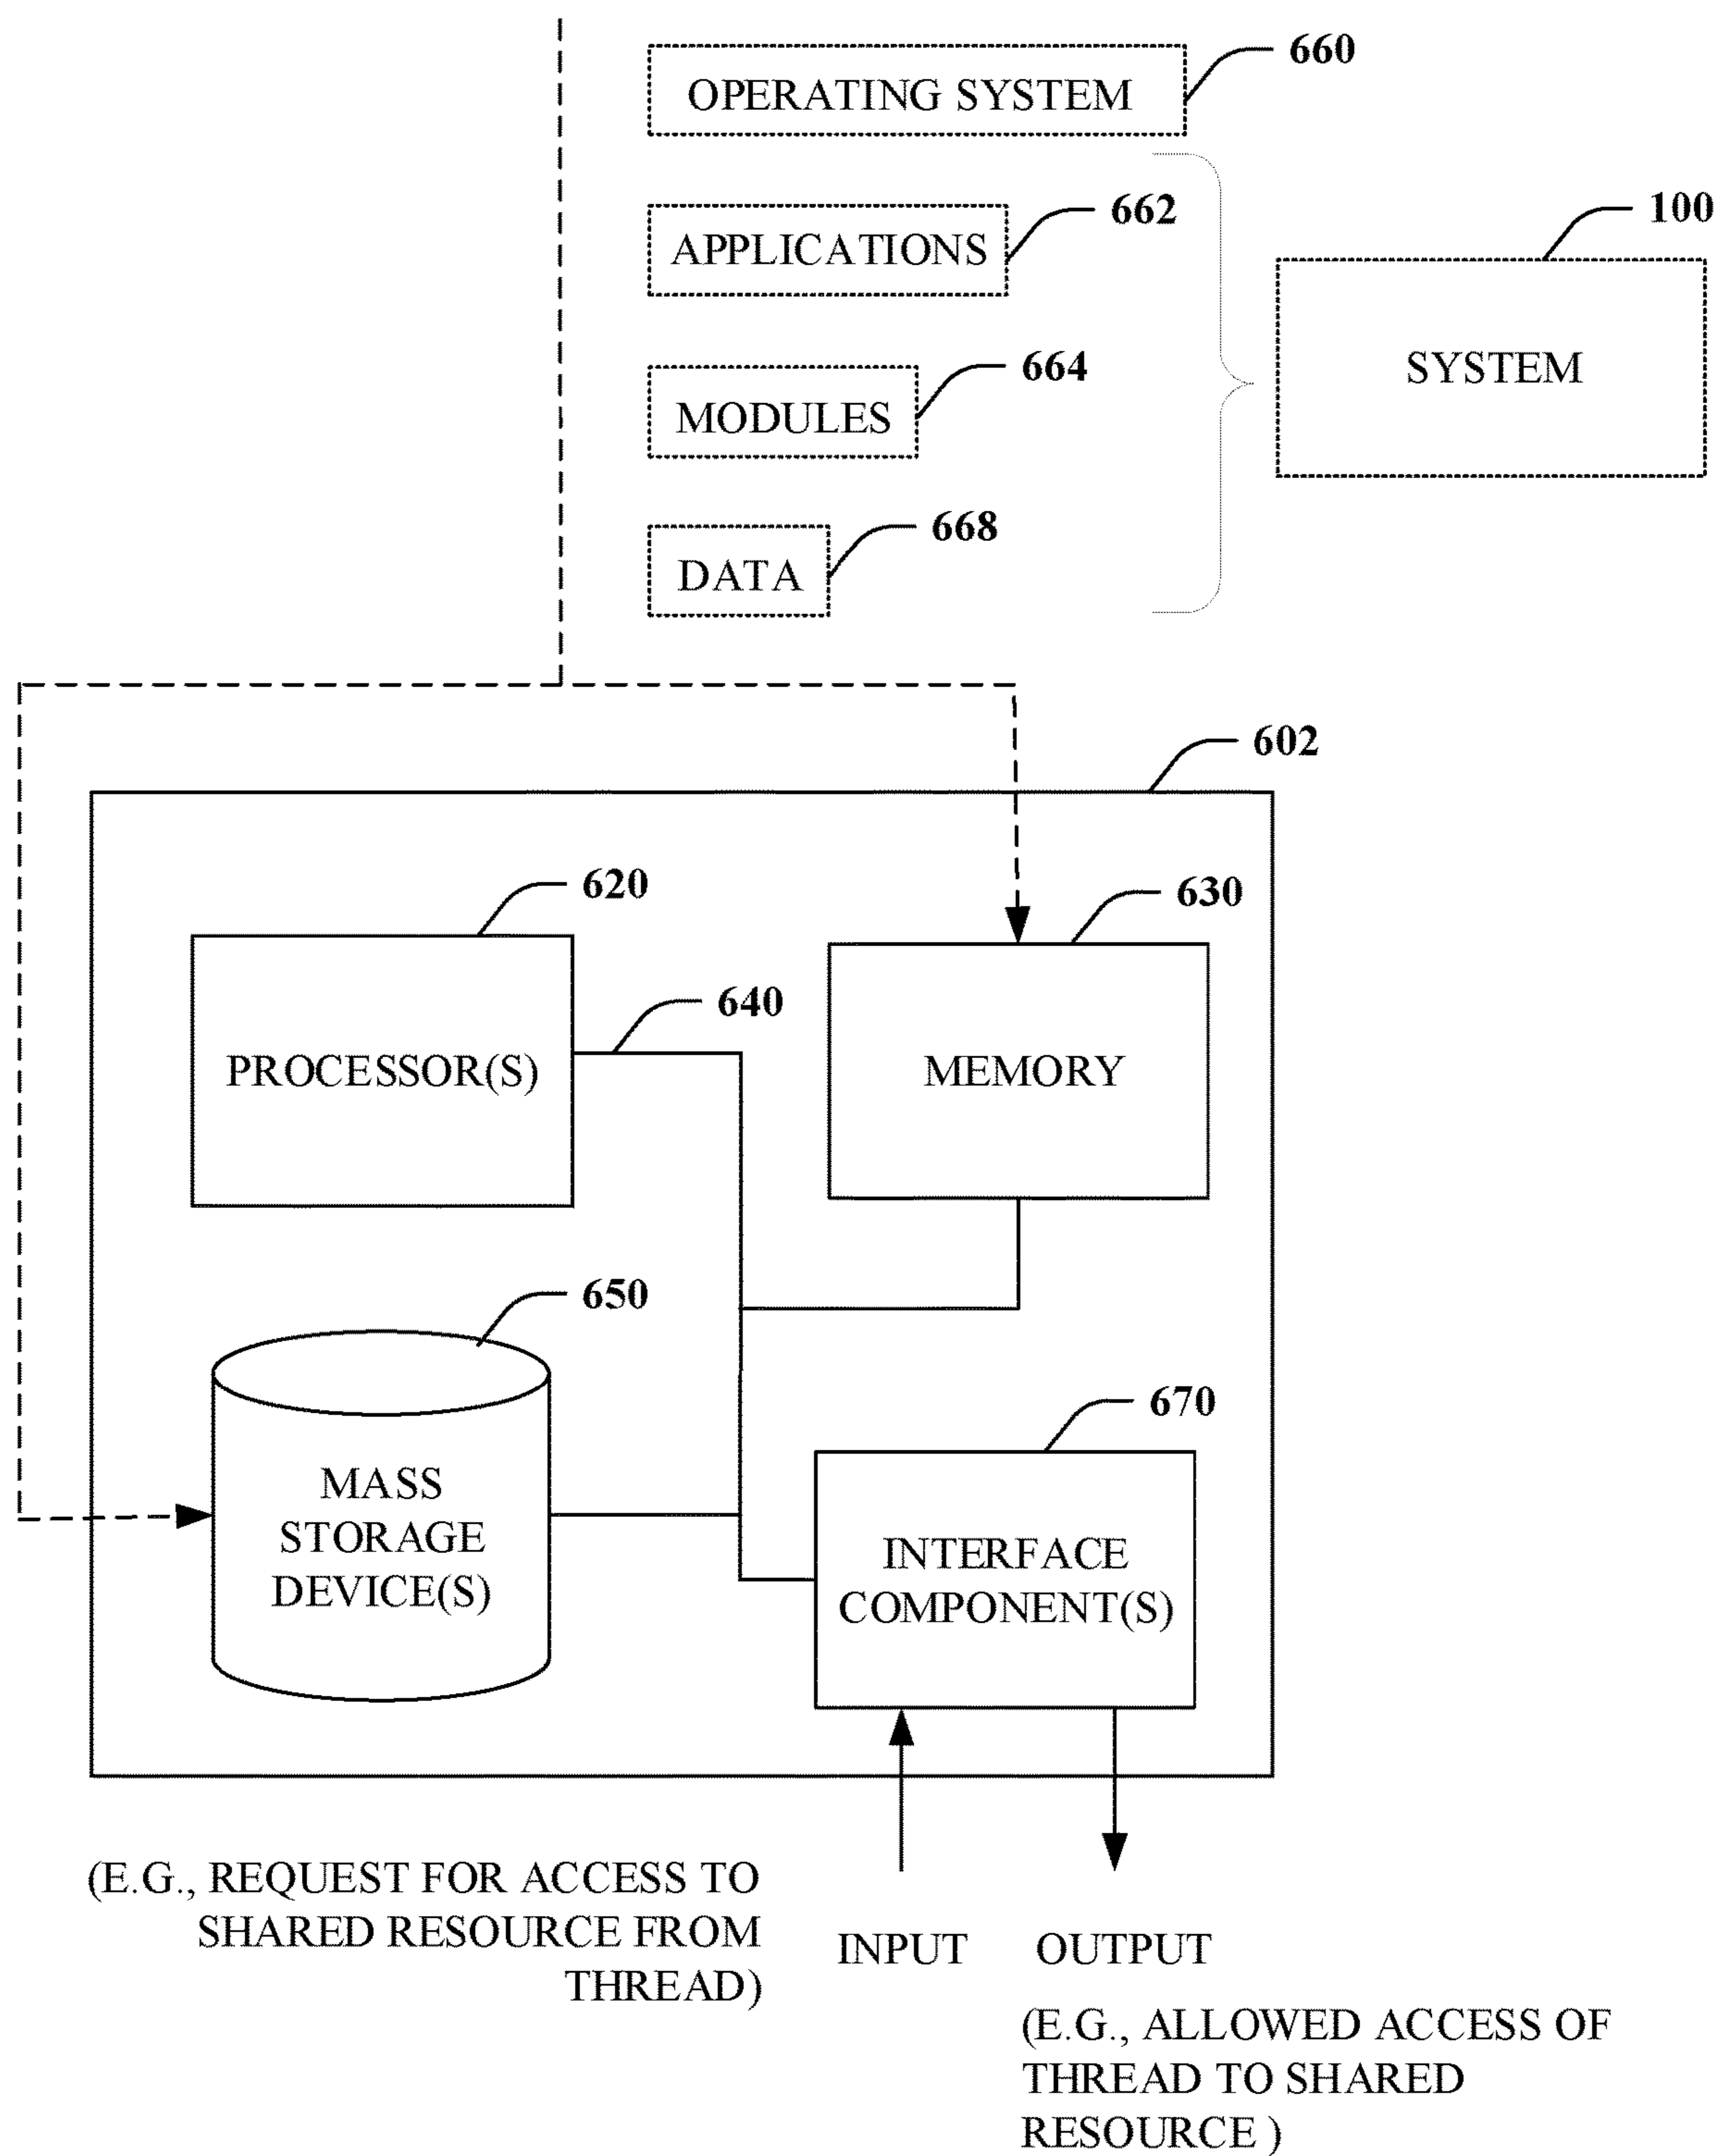 660
OPERATING SYSTEM
662
100
APPLICATIONS
SYSTEM
664
MODULES
668
DATA
602
620
630
640
PROCESSOR(S)
MEMORY
650
670
MASS
STORAGE
DEVICE(S)
INTERFACE
COMPONENT(S)
(E.G., REQUEST FOR ACCESS TO
SHARED RESOURCE FROM
THREAD)
INPUT
OUTPUT
(E.G., ALLOWED ACCESS OF
THREAD TO SHARED
RESOURCE )